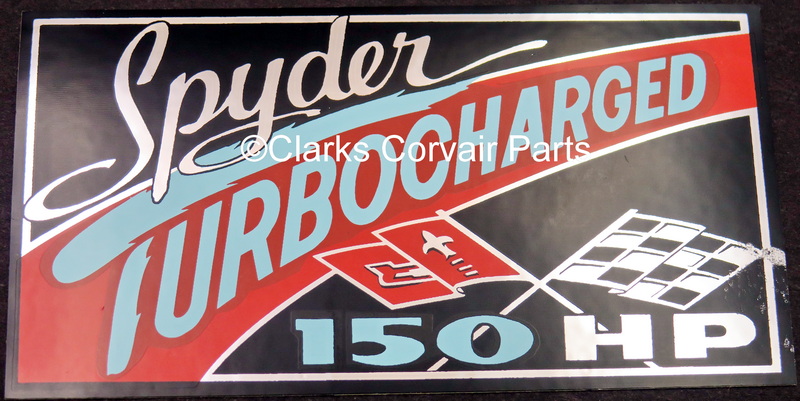 Spyder
TURBOCHARGED
©Clarks Corvair Parts
150 HP